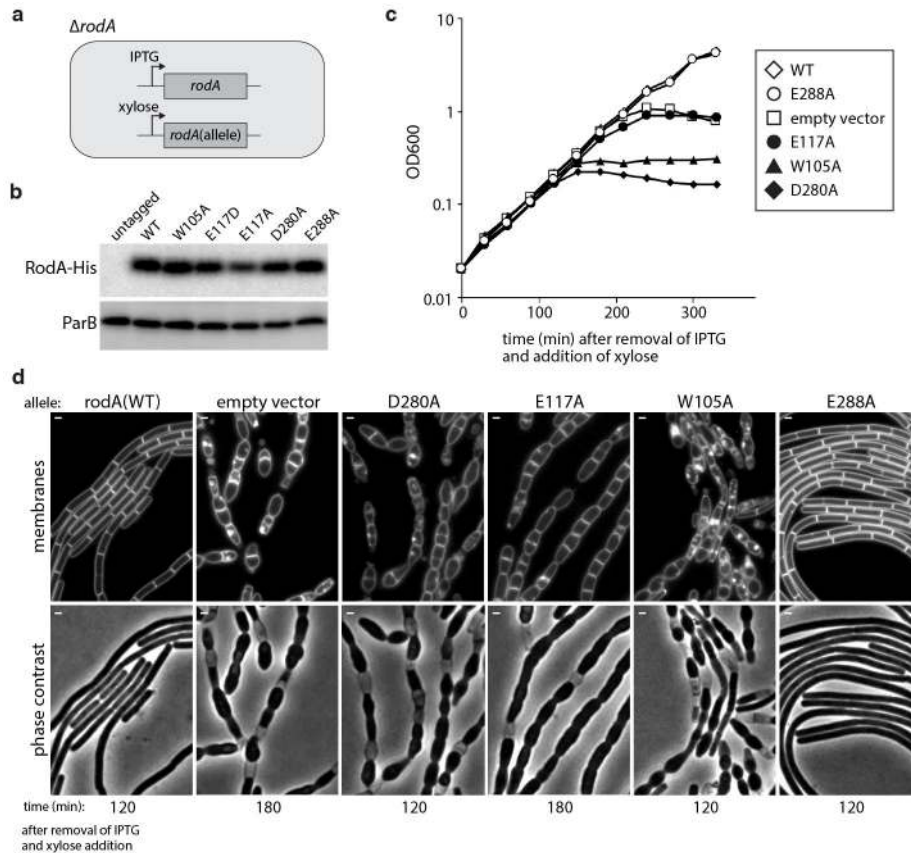 a
ΔrodA
IPTG
rodA
xylose
rodA(allele)
b
untagged
WT
W105A
E117D
E117A
D280A
E288A
RodA-His
ParB
c
10
1
0.1
0.01
OD600
0
100
200
300
time (min) after removal of IPTG
and addition of xylose
WT
E288A
empty vector
E117A
W105A
D280A
d
allele: rodA(WT) empty vector D280A E117A W105A E288A
membranes
phase contrast
time (min): 120 180 120 180 120 120
after removal of IPTG
and xylose addition